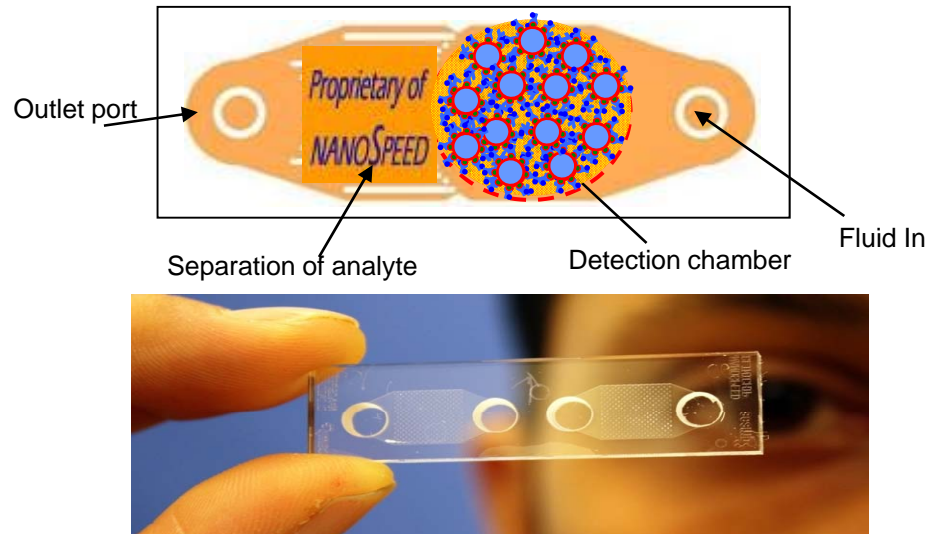 Outlet port
Proprietary of
NANOSPEED
Fluid In
Separation of analyte
Detection chamber